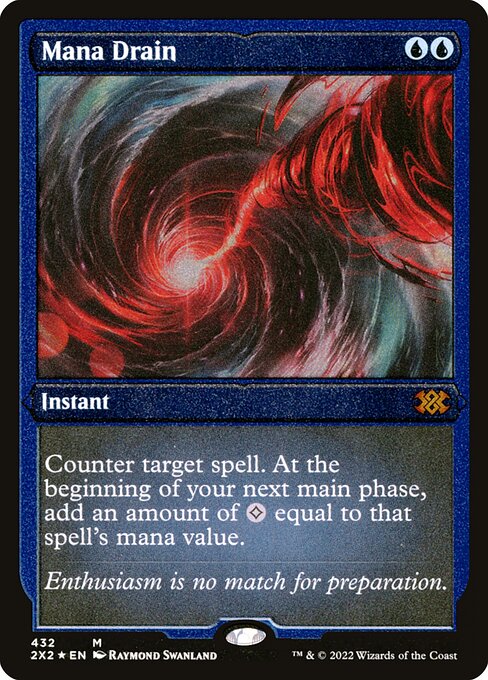 Mana Drain
Instant
Counter target spell. At the
beginning of your next main phase,
add an amount of equal to that
spell's mana value.
Enthusiasm is no match for preparation.
432 M
2X2 ★ EN Raymond Swanland
™ & © 2022 Wizards of the Coast